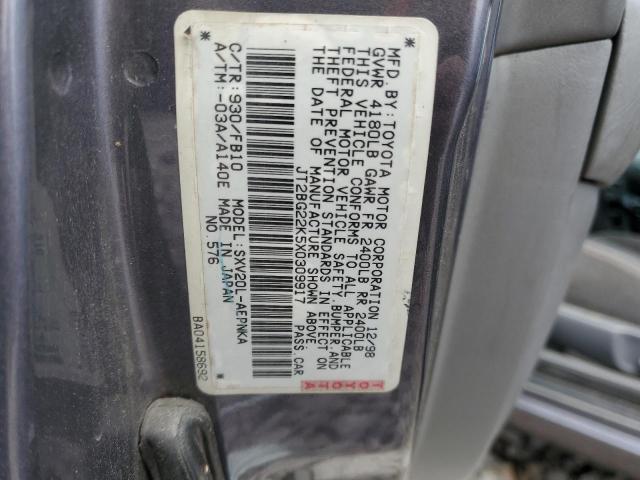 MFD. BY: TOYOTA MOTOR CORPORATION 12/98
GVWR 4180LB GAWR FR 2400LB RR 2400LB
THIS VEHICLE CONFORMS TO ALL APPLICABLE
FEDERAL MOTOR VEHICLE SAFETY, BUMPER, AND
THEFT PREVENTION STANDARDS IN EFFECT ON
THE DATE OF MANUFACTURE SHOWN ABOVE.
JT2BG22K5X0309917 PASS. CAR
*
*
C/TR: 930/FB10 MODEL: SXV20L-AEPNKA
A/TM: -03A/A140E MADE IN JAPAN
NO. 576
BA04158692
TOYOTA